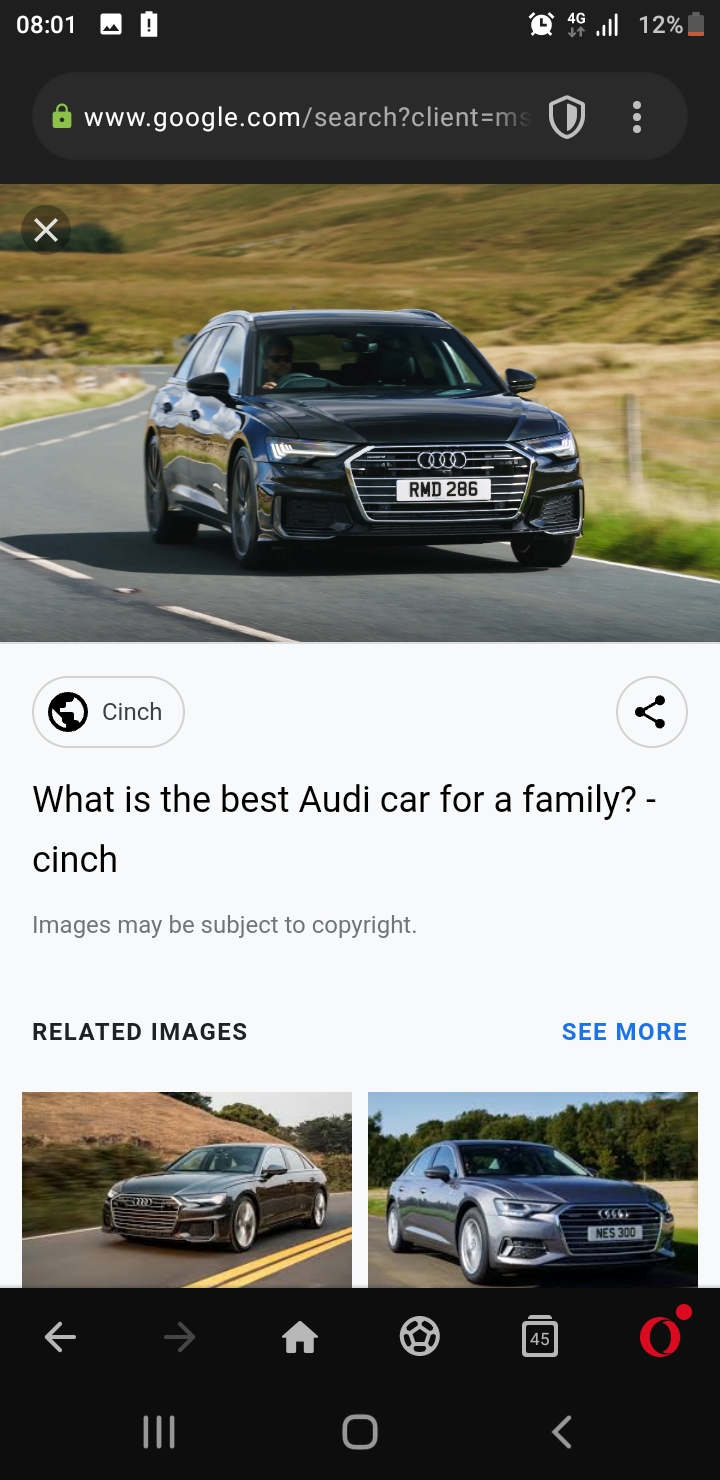 08:01
4G
12%
www.google.com/search?client=ms
RMD 286
Cinch
What is the best Audi car for a family? -
cinch
Images may be subject to copyright.
RELATED IMAGES
SEE MORE
NES 300
45